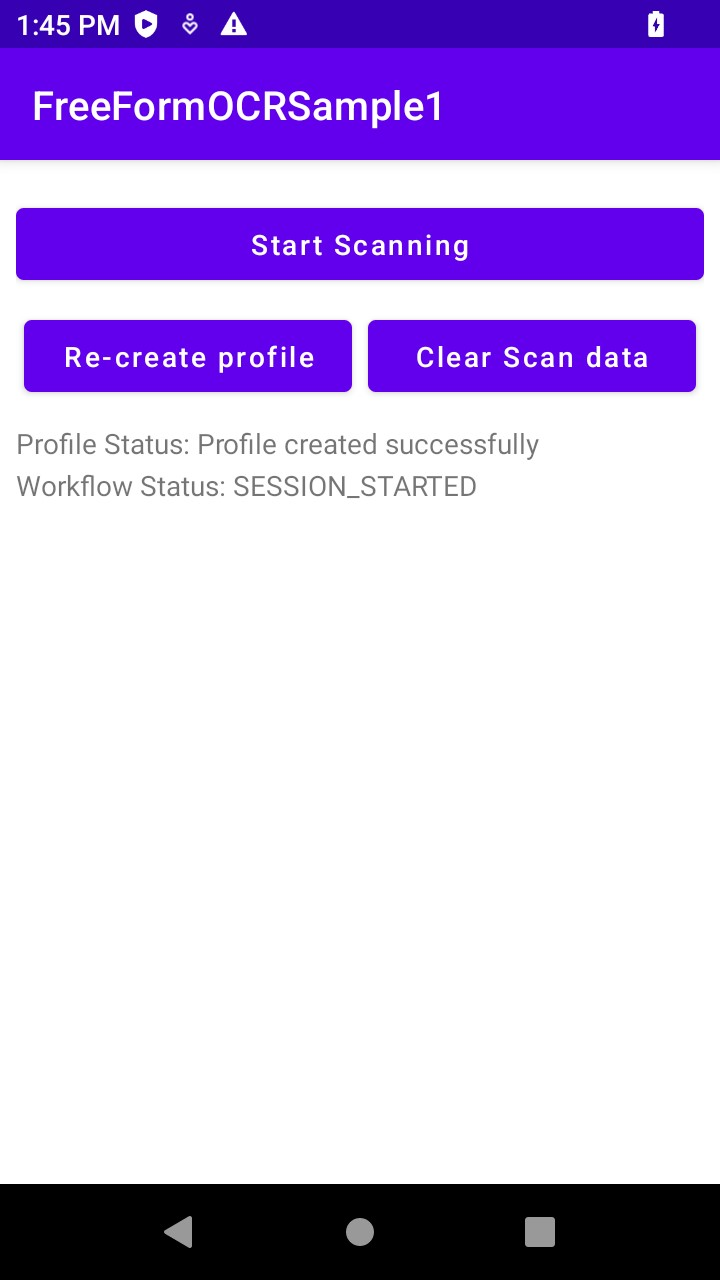 1:45 PM
FreeFormOCRSample1
Start Scanning
Re-create profile
Clear Scan data
Profile Status: Profile created successfully
Workflow Status: SESSION_STARTED